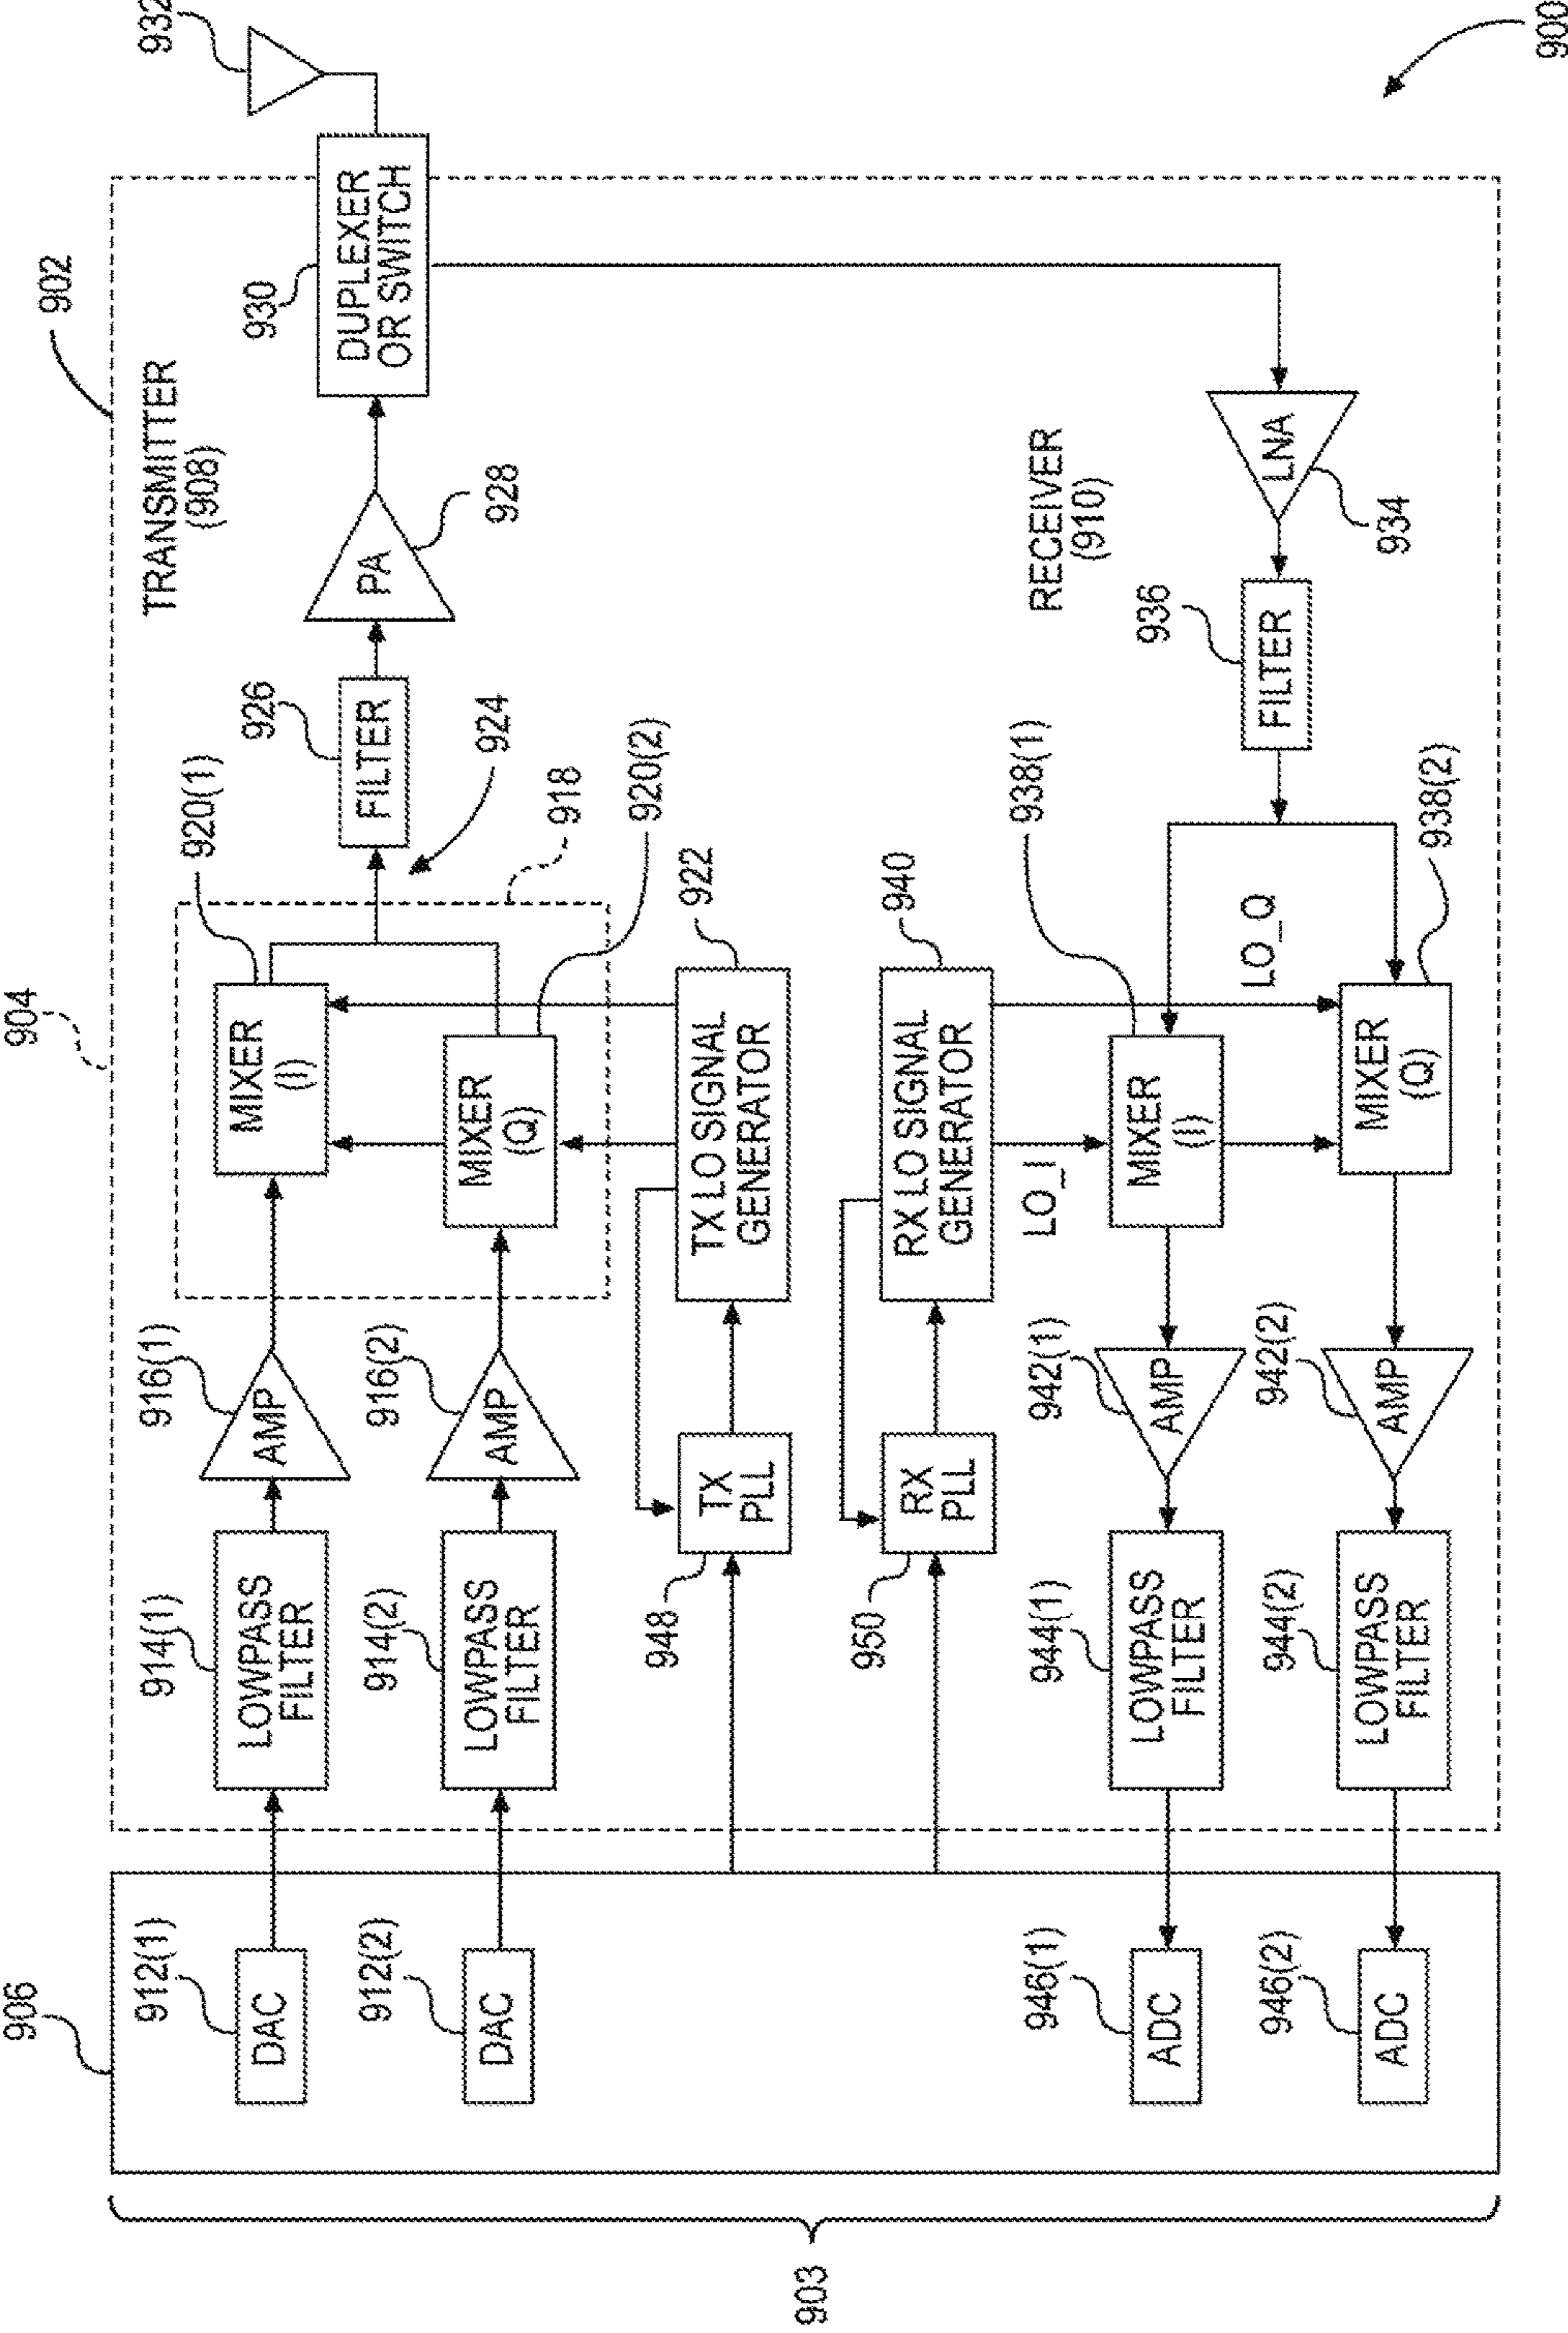 906
904
902
932
912(1)
914(1)
916(1)
920(1)
TRANSMITTER
(908)
DAC
LOWPASS
FILTER
AMP
MIXER
(I)
926
930
912(2)
914(2)
916(2)
FILTER
PA
DUPLEXER
OR SWITCH
DAC
LOWPASS
FILTER
AMP
MIXER
(Q)
924
928
918
920(2)
948
922
TX
PLL
TX LO SIGNAL
GENERATOR
903
950
940
RX
PLL
RX LO SIGNAL
GENERATOR
946(1)
944(1)
942(1)
LO_I
938(1)
RECEIVER
(910)
ADC
LOWPASS
FILTER
AMP
MIXER
(I)
936
946(2)
944(2)
942(2)
LO_Q
FILTER
LNA
ADC
LOWPASS
FILTER
AMP
MIXER
(Q)
938(2)
934
900